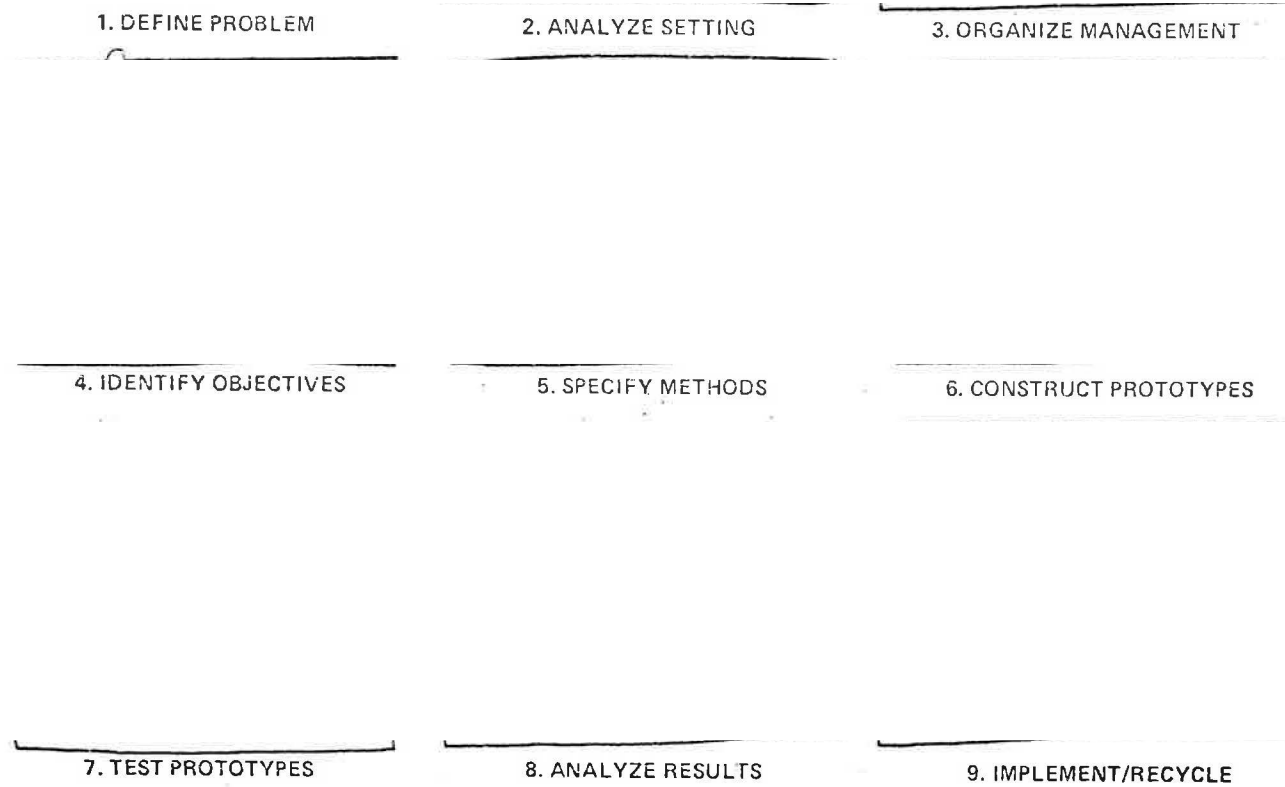 1. DEFINE PROBLEM
2. ANALYZE SETTING
3. ORGANIZE MANAGEMENT
4. IDENTIFY OBJECTIVES
5. SPECIFY METHODS
6. CONSTRUCT PROTOTYPES
7. TEST PROTOTYPES
8. ANALYZE RESULTS
9. IMPLEMENT/RECYCLE